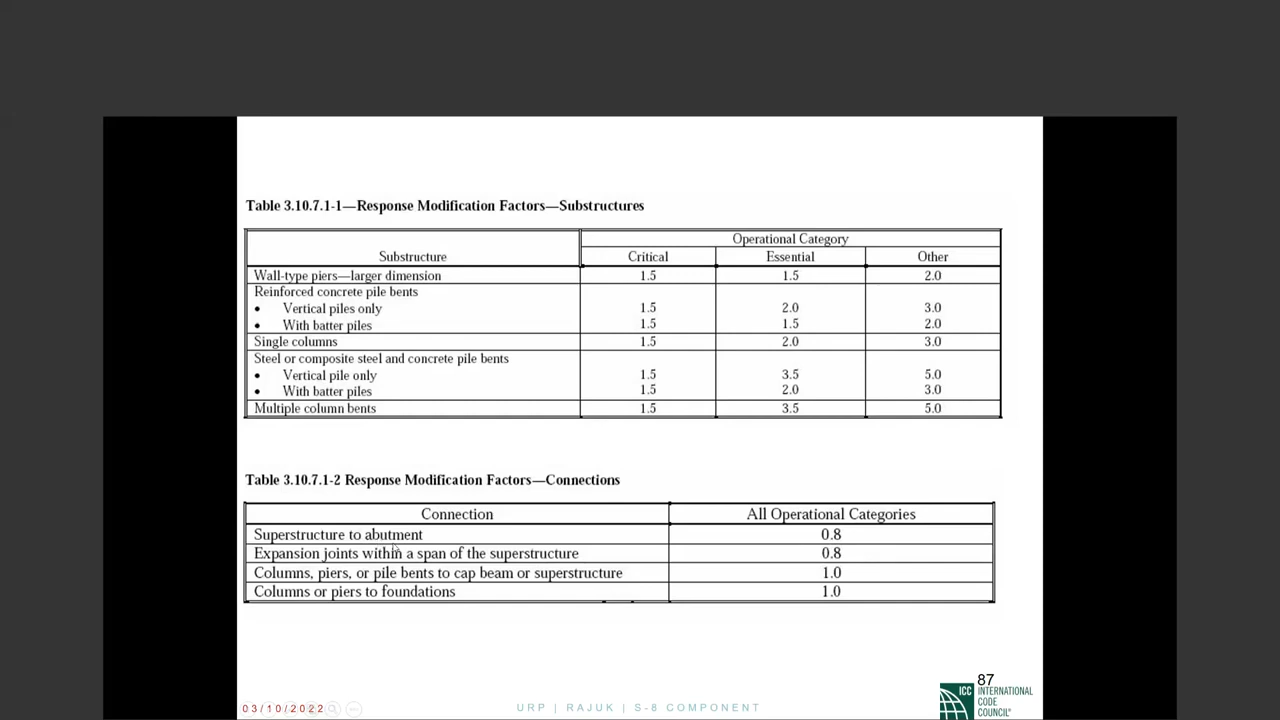 Table 3.10.7.1-1—Response Modification Factors—Substructures
Operational Category
Substructure Critical Essential Other
Wall-type piers—larger dimension 1.5 1.5 2.0
Reinforced concrete pile bents
• Vertical piles only 1.5 2.0 3.0
• With batter piles 1.5 1.5 2.0
Single columns 1.5 2.0 3.0
Steel or composite steel and concrete pile bents
• Vertical pile only 1.5 3.5 5.0
• With batter piles 1.5 2.0 3.0
Multiple column bents 1.5 3.5 5.0
Table 3.10.7.1-2 Response Modification Factors—Connections
Connection All Operational Categories
Superstructure to abutment 0.8
Expansion joints within a span of the superstructure 0.8
Columns, piers, or pile bents to cap beam or superstructure 1.0
Columns or piers to foundations 1.0
87
03/10/2022
URP | RAJUK | S-8 COMPONENT
ICC INTERNATIONAL
CODE
COUNCIL®